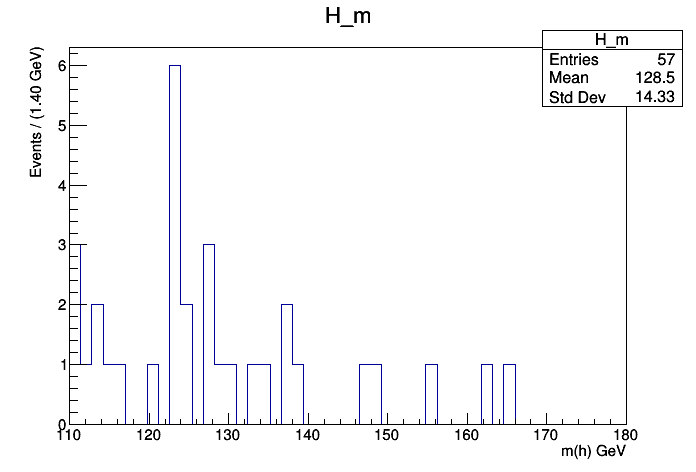 H_m
H_m
Entries 57
Mean 128.5
Std Dev 14.33
Events / (1.40 GeV)
6
5
4
3
2
1
0
110 120 130 140 150 160 170 180
m(h) GeV